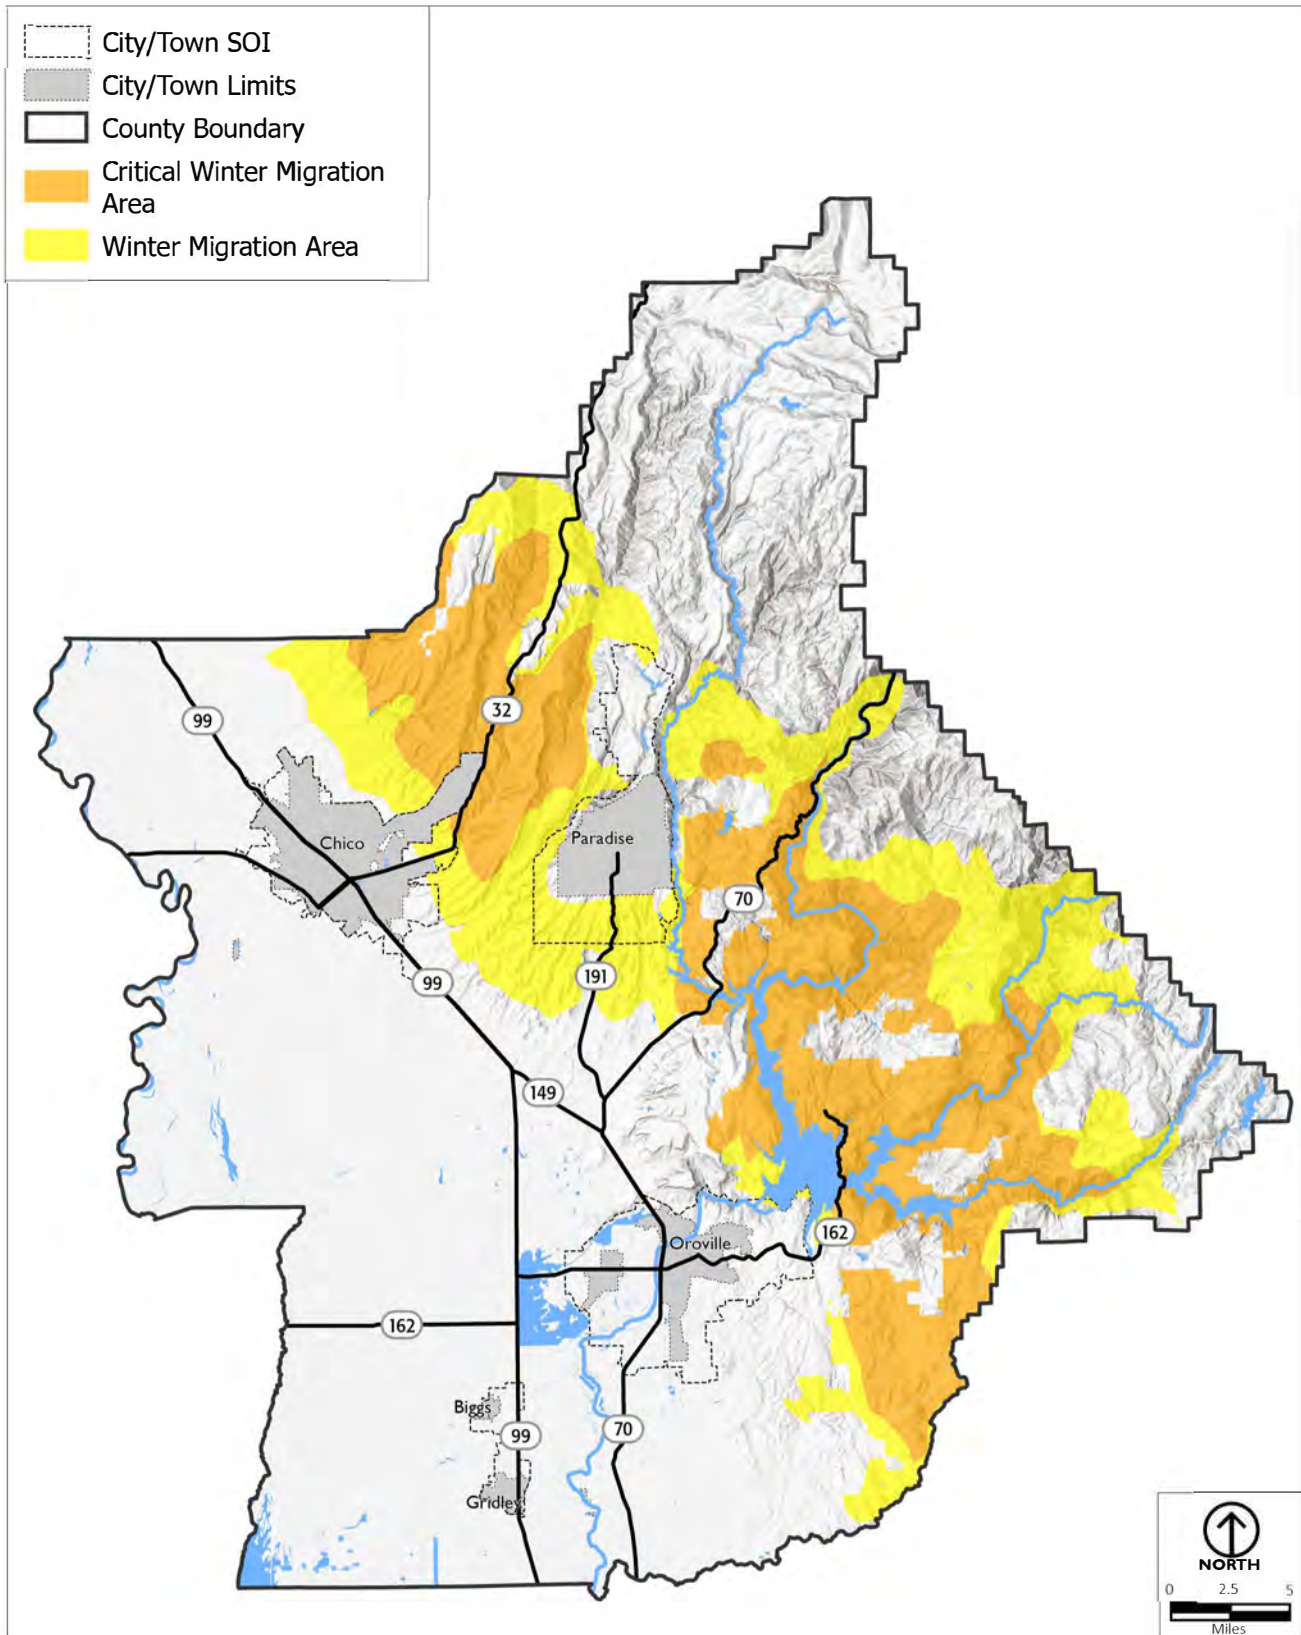 City/Town SOI
City/Town Limits
County Boundary
Critical Winter Migration
Area
Winter Migration Area
32
99
Chico
Paradise
70
99
191
149
162
Oroville
162
Biggs
99
70
Gridley
NORTH
0 2.5 5
Miles